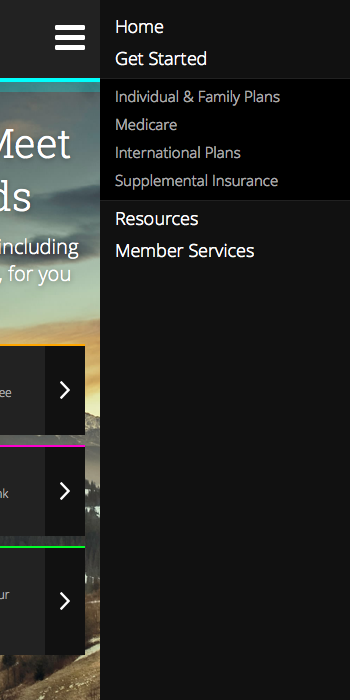 Home
Get Started
Individual & Family Plans
Medicare
International Plans
Supplemental Insurance
Resources
Member Services
Meet
ds
including
, for you
ee
nk
ur